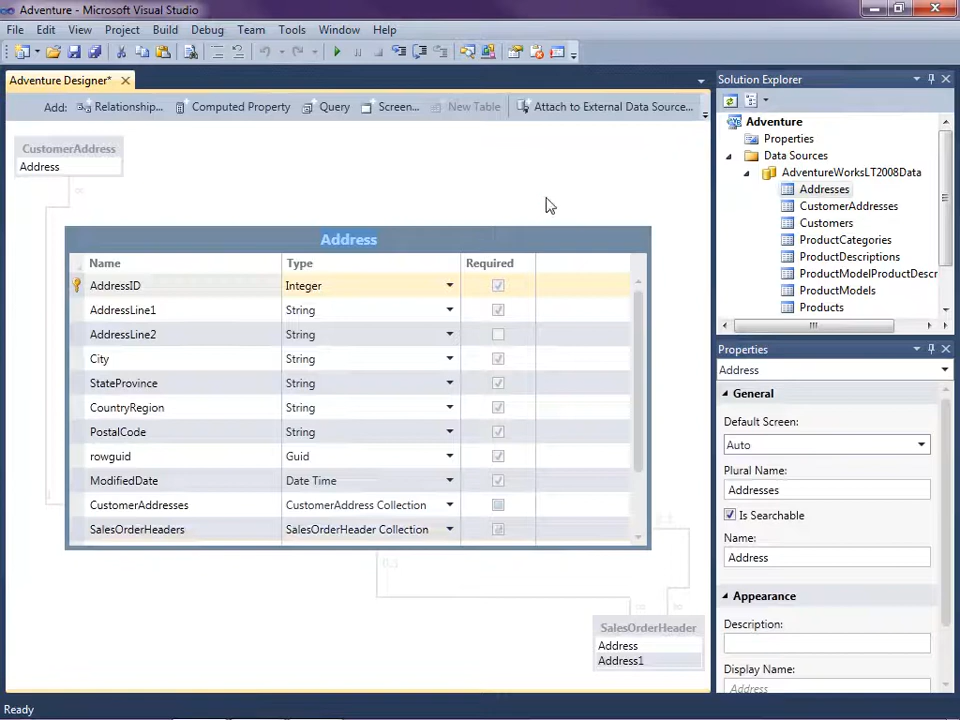 Adventure - Microsoft Visual Studio
File Edit View Project Build Debug Team Tools Window Help
Adventure Designer*
Add: Relationship... Computed Property Query Screen... New Table Attach to External Data Source...
CustomerAddress
Address
Address
Name Type Required
AddressID Integer
AddressLine1 String
AddressLine2 String
City String
StateProvince String
CountryRegion String
PostalCode String
rowguid Guid
ModifiedDate Date Time
CustomerAddresses CustomerAddress Collection
SalesOrderHeaders SalesOrderHeader Collection
SalesOrderHeader
Address
Address1
Solution Explorer
Adventure
Properties
Data Sources
AdventureWorksLT2008Data
Addresses
CustomerAddresses
Customers
ProductCategories
ProductDescriptions
ProductModelProductDescr
ProductModels
Products
Properties
Address
General
Default Screen:
Auto
Plural Name:
Addresses
Is Searchable
Name:
Address
Appearance
Description:
Display Name:
Address
Ready